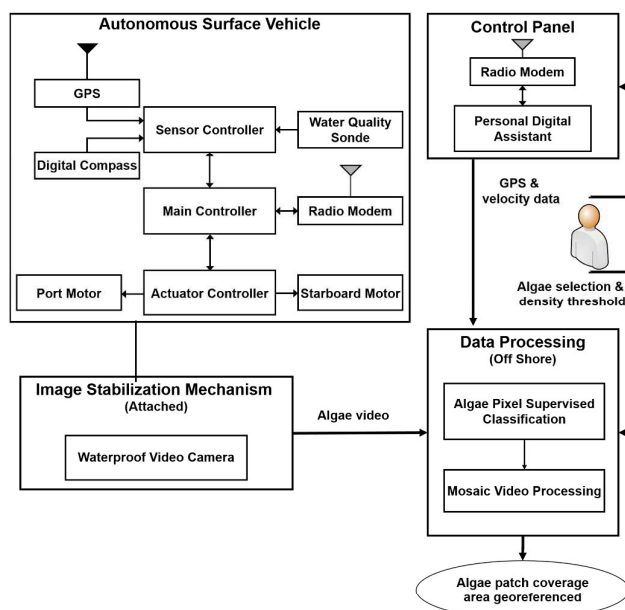 Autonomous Surface Vehicle
GPS
Digital Compass
Sensor Controller
Water Quality
Sonde
Main Controller
Radio Modem
Port Motor
Actuator Controller
Starboard Motor
Image Stabilization Mechanism
(Attached)
Waterproof Video Camera
Algae video
Control Panel
Radio Modem
Personal Digital
Assistant
GPS &
velocity data
Algae selection &
density threshold
Data Processing
(Off Shore)
Algae Pixel Supervised
Classification
Mosaic Video Processing
Algae patch coverage
area georeferenced